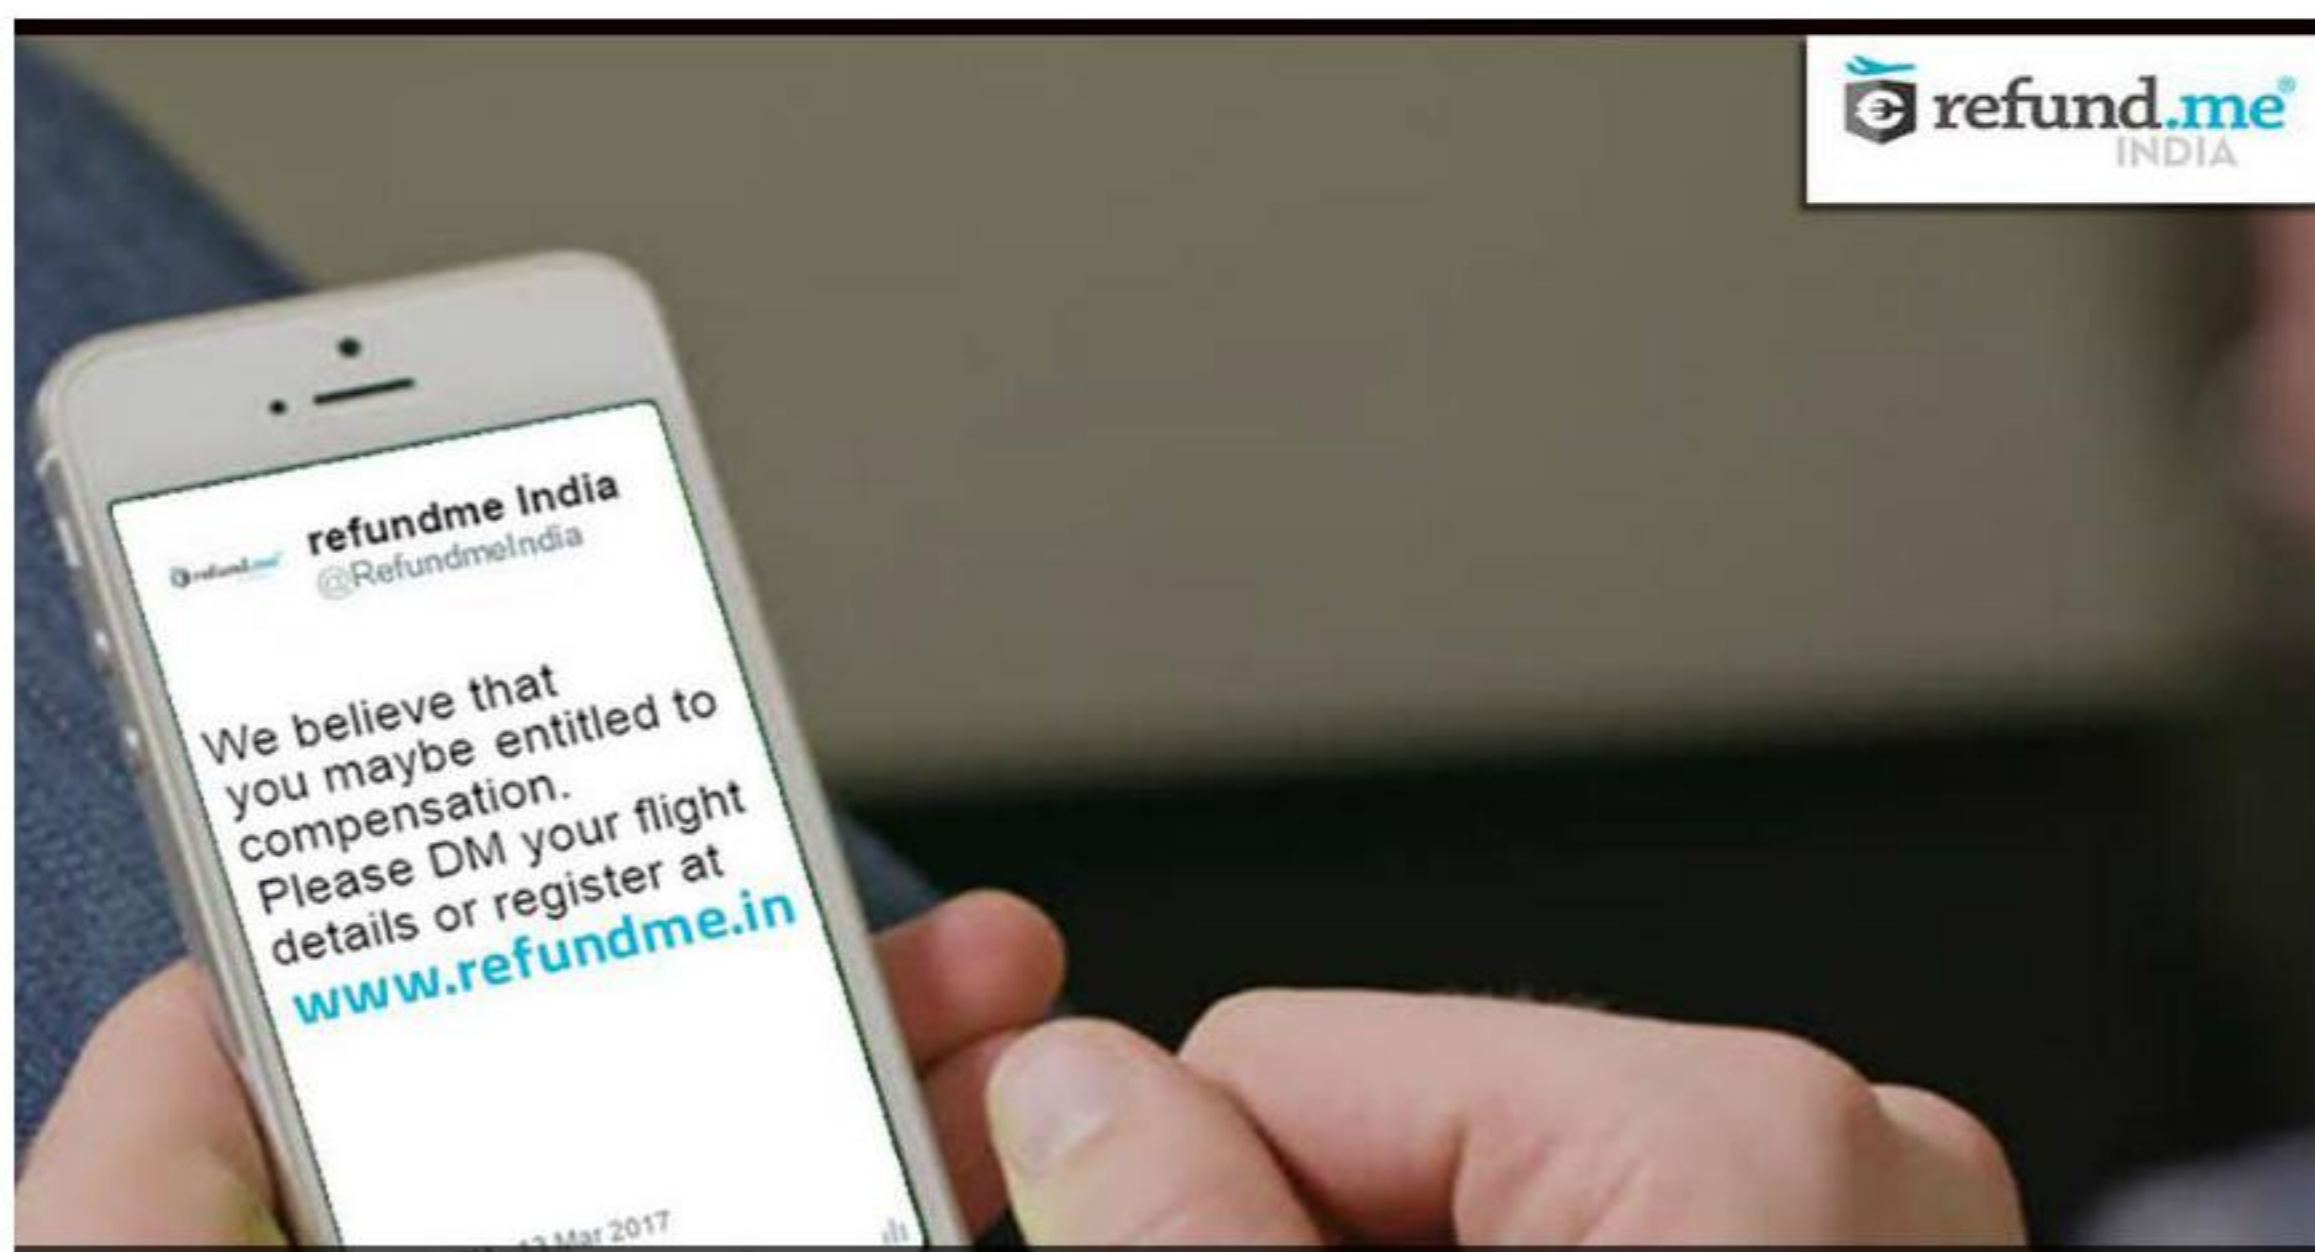 refund.me®
INDIA
refundme India
@RefundmeIndia
We believe that
you maybe entitled to
compensation.
Please DM your flight
details or register at
www.refundme.in
Mar 2017